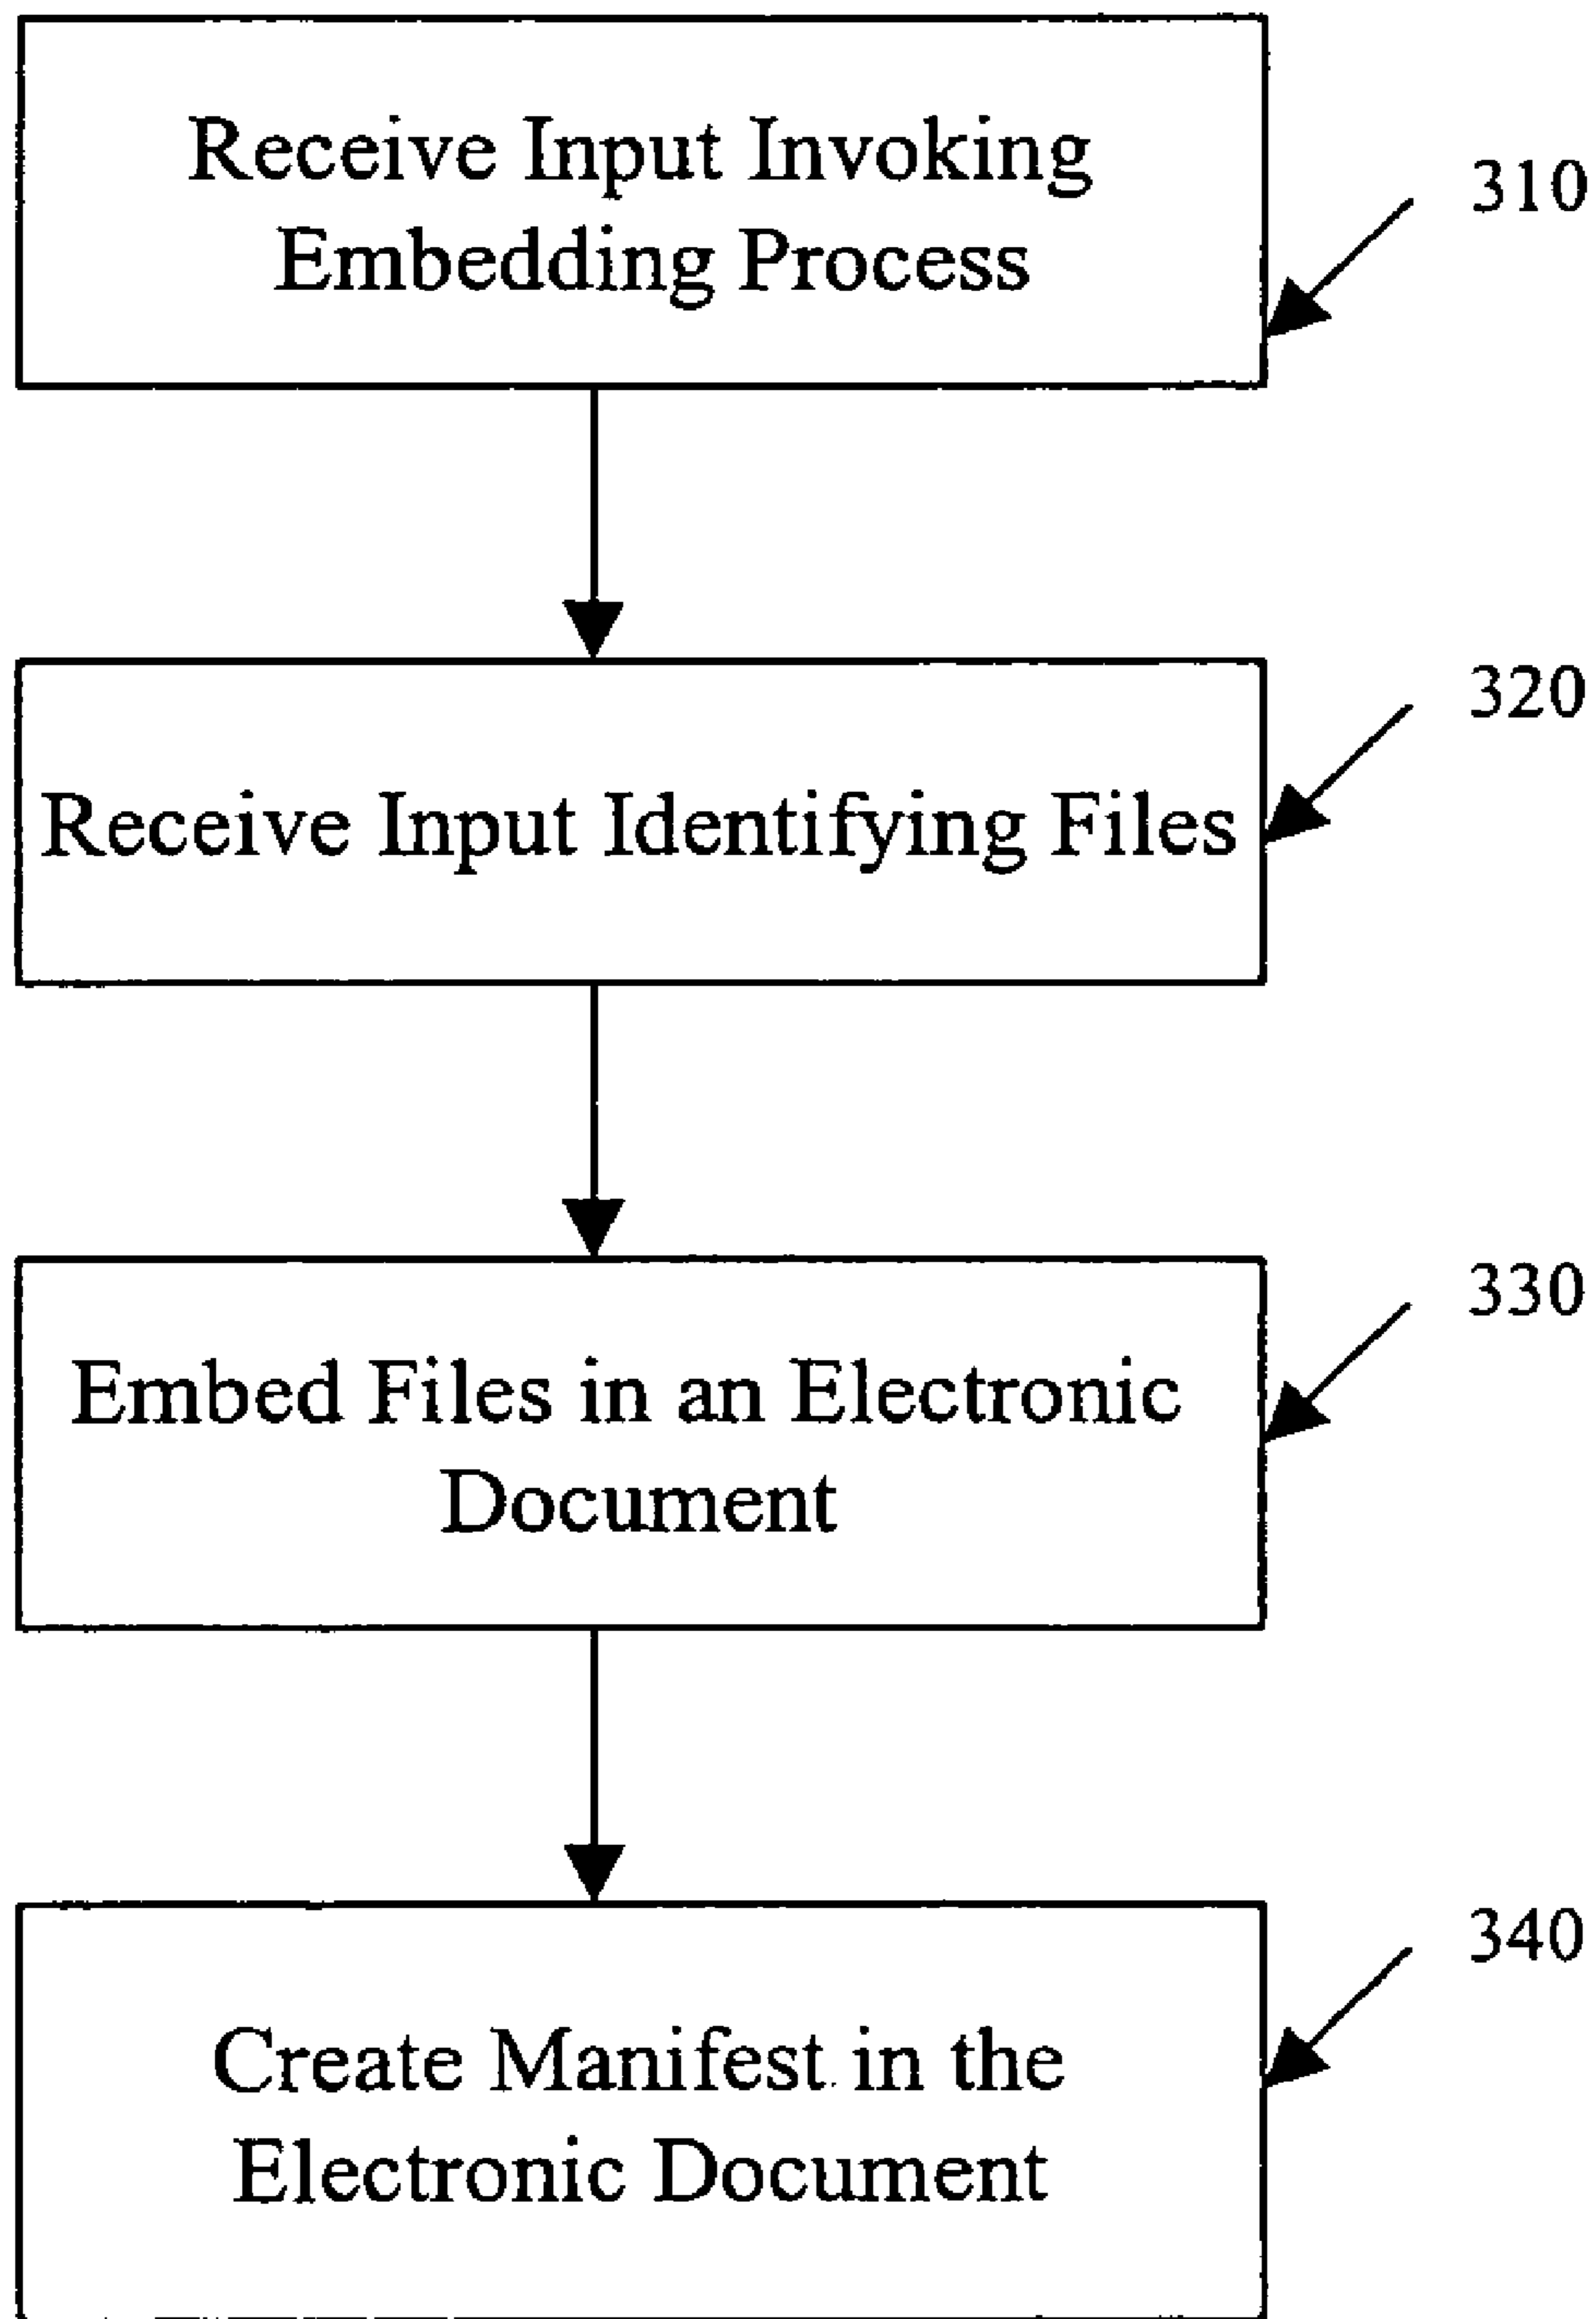 Receive Input Invoking
Embedding Process
310
Receive Input Identifying Files
320
Embed Files in an Electronic
Document
330
Create Manifest in the
Electronic Document
340